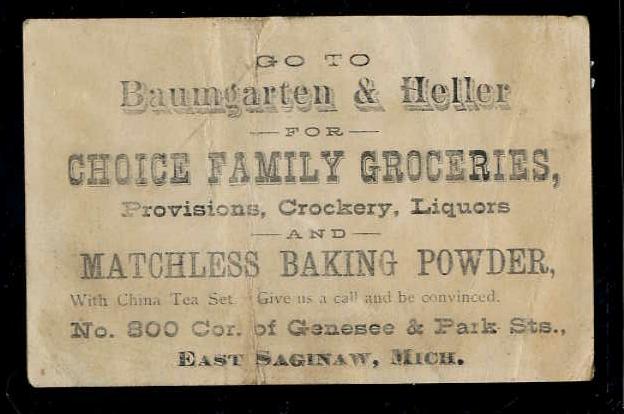 GO TO
Baumgarten & Heller
— FOR —
CHOICE FAMILY GROCERIES,
Provisions, Crockery, Liquors
— AND —
MATCHLESS BAKING POWDER,
With China Tea Set. Give us a call and be convinced.
No. 800 Cor. of Genesee & Park Sts.,
EAST SAGINAW, MICH.